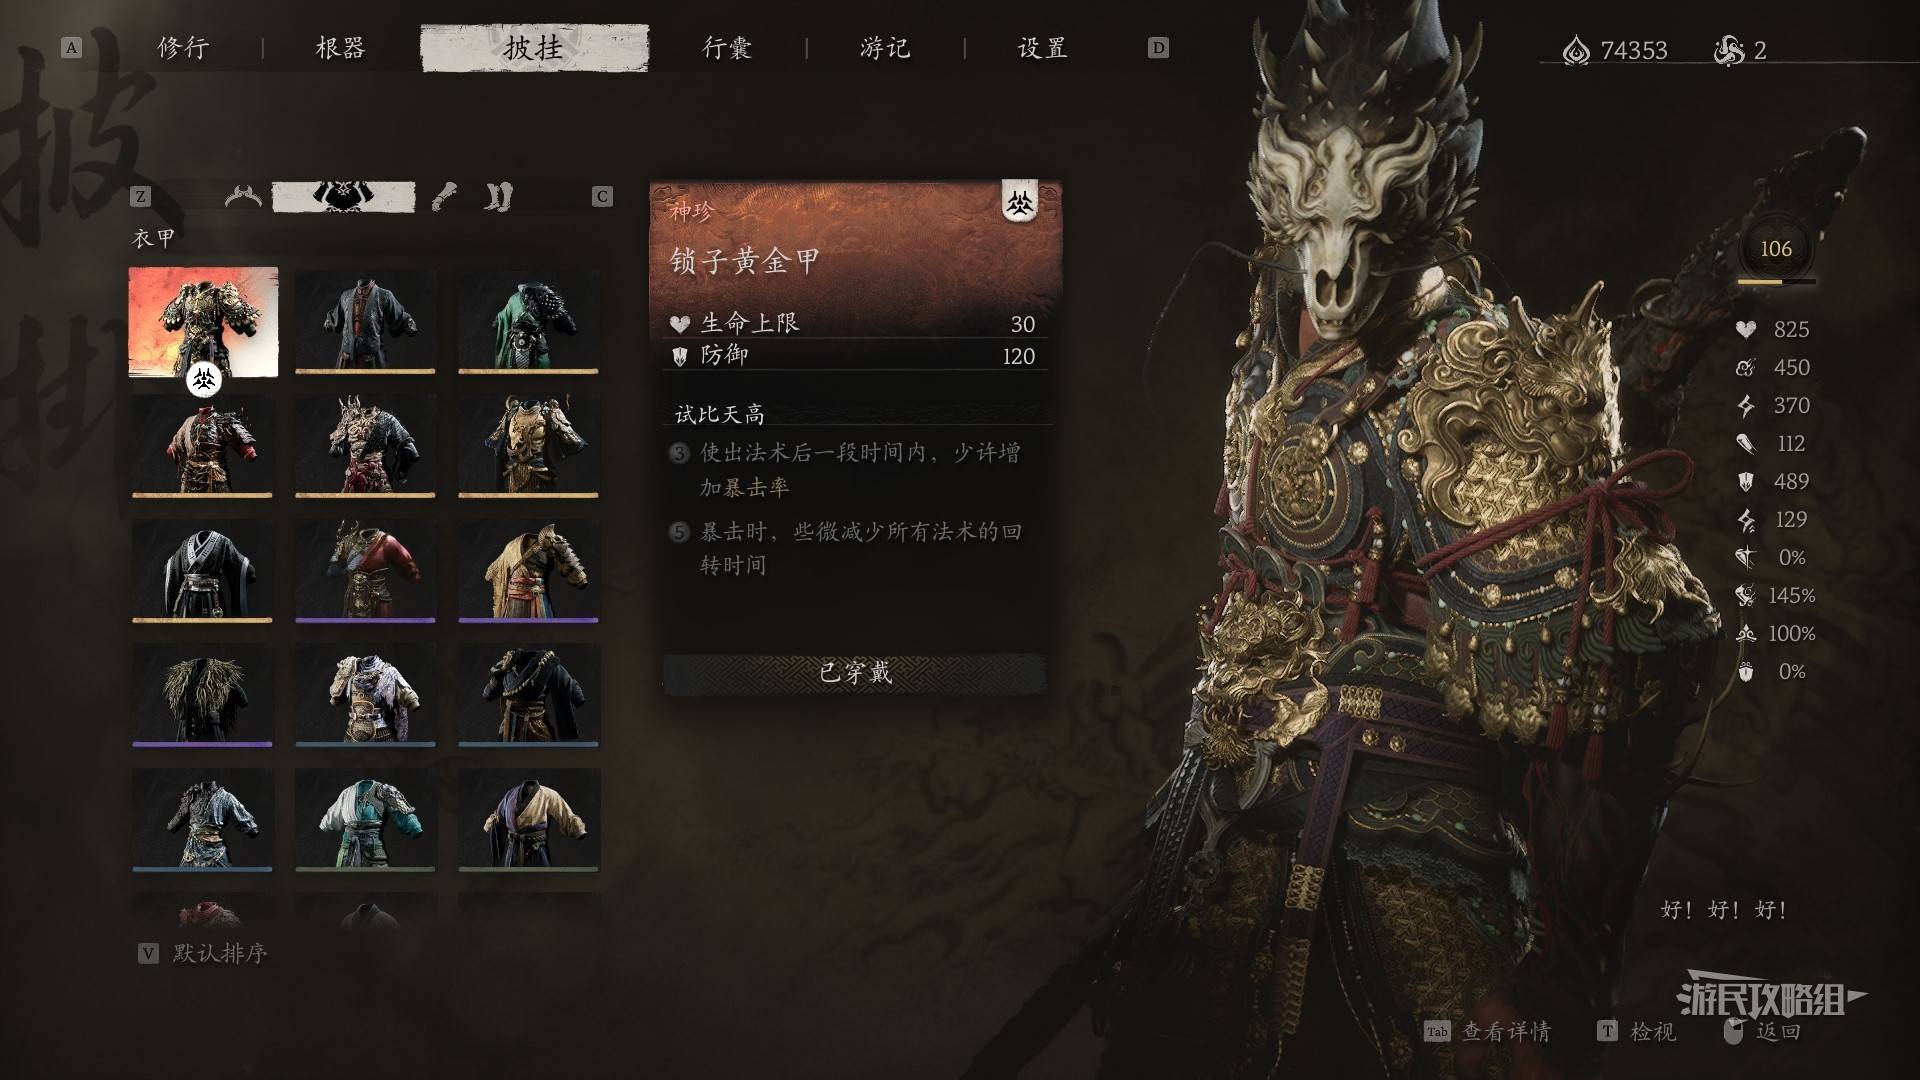 A 修行 根器 披挂 行囊 游记 设置 D 74353 2
披挂
Z C
衣甲
神珍
锁子黄金甲
生命上限 30
防御 120
试比天高
3 使出法术后一段时间内，少许增
加暴击率
5 暴击时，些微减少所有法术的回
转时间
已穿戴
106
825
450
370
112
489
129
0%
145%
100%
0%
好！好！好！
V 默认排序
游民攻略组
Tab 查看详情 T 检视 返回